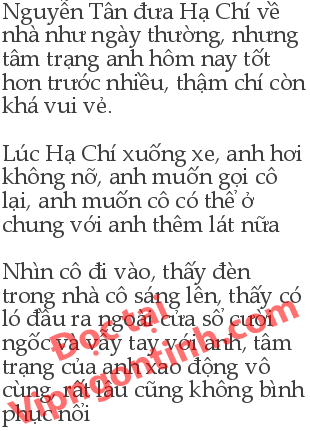 Nguyễn Tân đưa Hạ Chí về
nhà như ngày thường, nhưng
tâm trạng anh hôm nay tốt
hơn trước nhiều, thậm chí còn
khá vui vẻ.
Lúc Hạ Chí xuống xe, anh hơi
không nỡ, anh muốn gọi cô
lại, anh muốn cô có thể ở
chung với anh thêm lát nữa
Nhìn cô đi vào, thấy đèn
trong nhà cô sáng lên, thấy cô
ló đầu ra ngoài cửa sổ cười
ngốc và vẫy tay với anh, tâm
trạng của anh xao động vô
cùng, rất lâu cũng không bình
phục nổi
Đọc tại
Vipngontinh.com